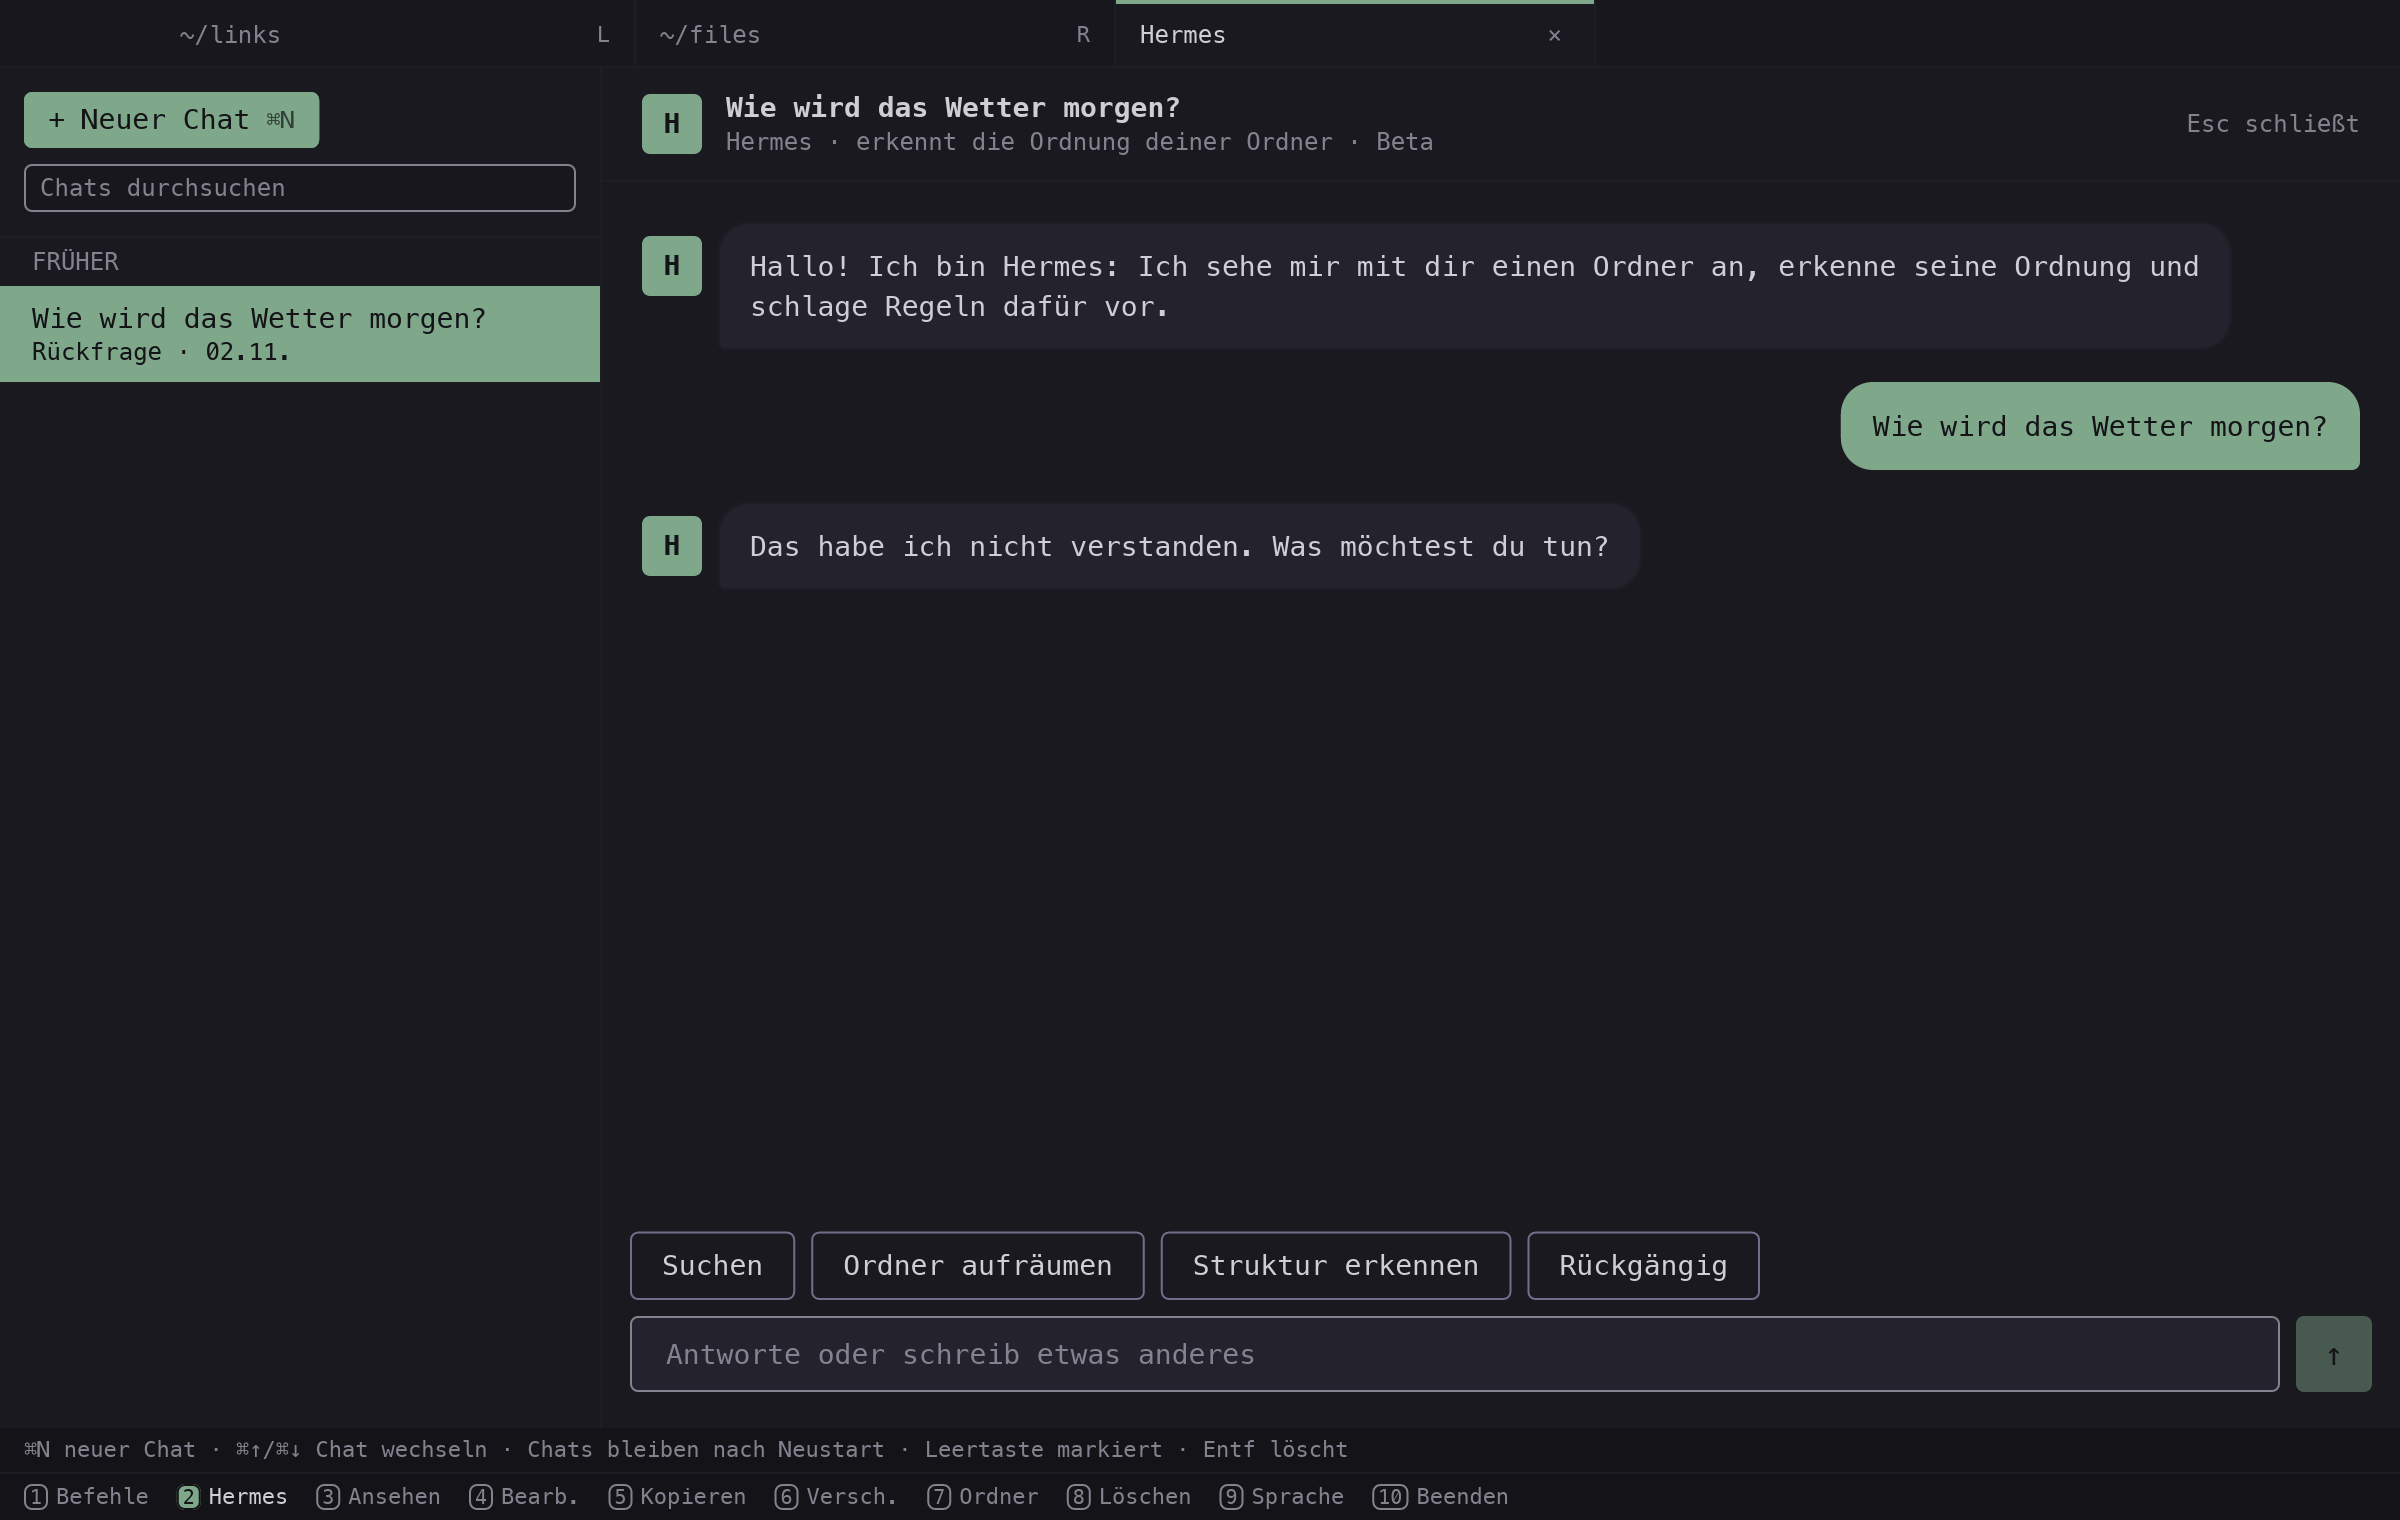 ~/links L ~/files R Hermes ×
+ Neuer Chat ⌘N
Chats durchsuchen
FRÜHER
Wie wird das Wetter morgen?
Rückfrage · 02.11.
H
Wie wird das Wetter morgen?
Hermes · erkennt die Ordnung deiner Ordner · Beta
Esc schließt
H
Hallo! Ich bin Hermes: Ich sehe mir mit dir einen Ordner an, erkenne seine Ordnung und
schlage Regeln dafür vor.
Wie wird das Wetter morgen?
H
Das habe ich nicht verstanden. Was möchtest du tun?
Suchen Ordner aufräumen Struktur erkennen Rückgängig
Antworte oder schreib etwas anderes ↑
⌘N neuer Chat · ⌘↑/⌘↓ Chat wechseln · Chats bleiben nach Neustart · Leertaste markiert · Entf löscht
1 Befehle 2 Hermes 3 Ansehen 4 Bearb. 5 Kopieren 6 Versch. 7 Ordner 8 Löschen 9 Sprache 10 Beenden